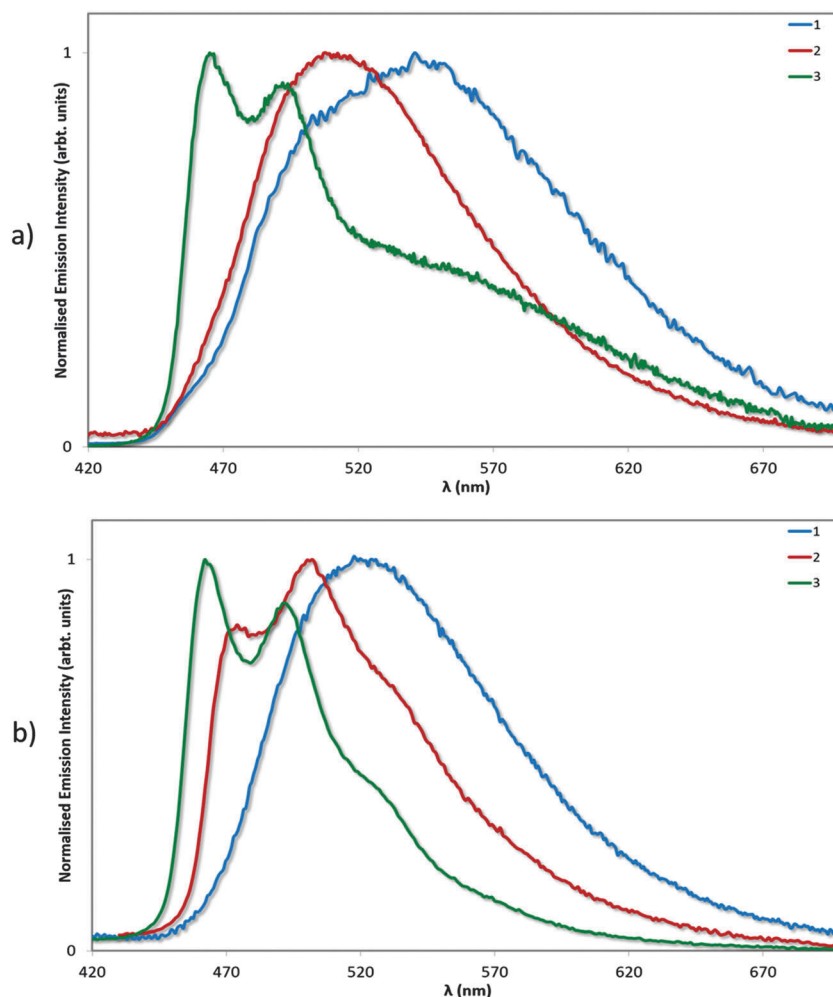 a)
Normalised Emission Intensity (arbt. units)
1
0
420 470 520 570 620 670
λ (nm)
1
2
3
b)
Normalised Emission Intensity (arbt. units)
1
0
420 470 520 570 620 670
λ (nm)
1
2
3